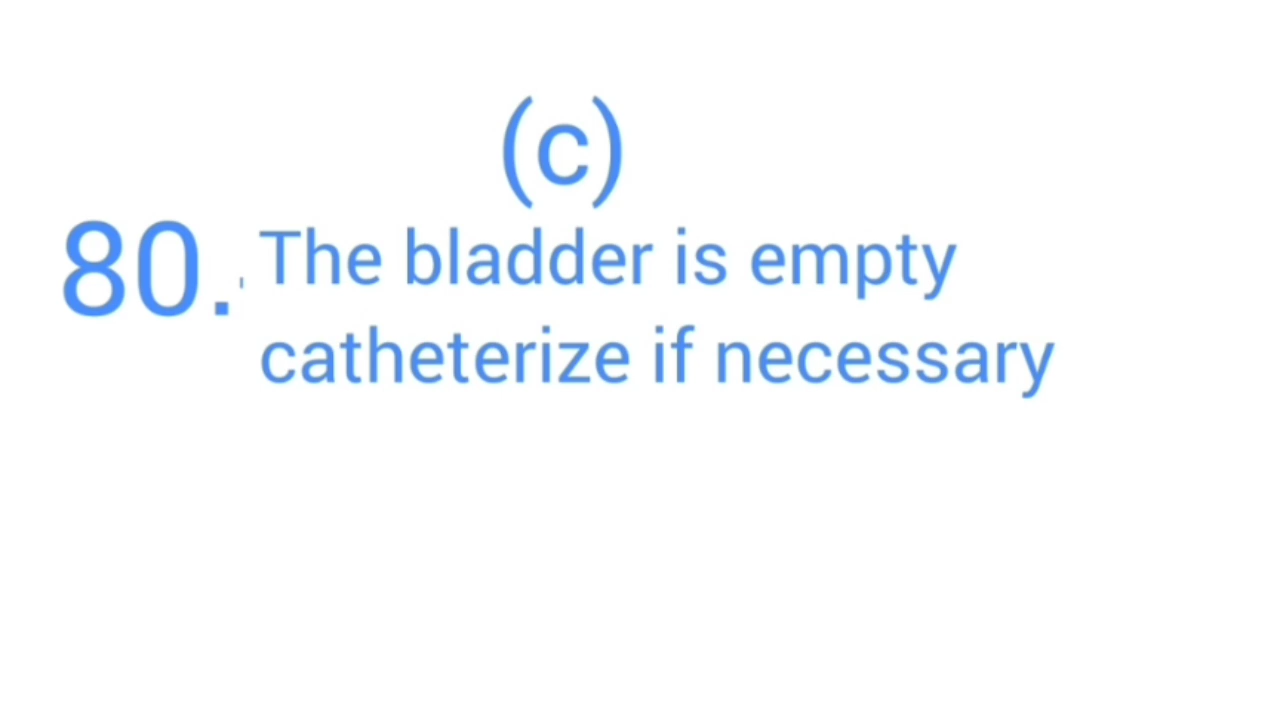 (c)
80. The bladder is empty
catheterize if necessary